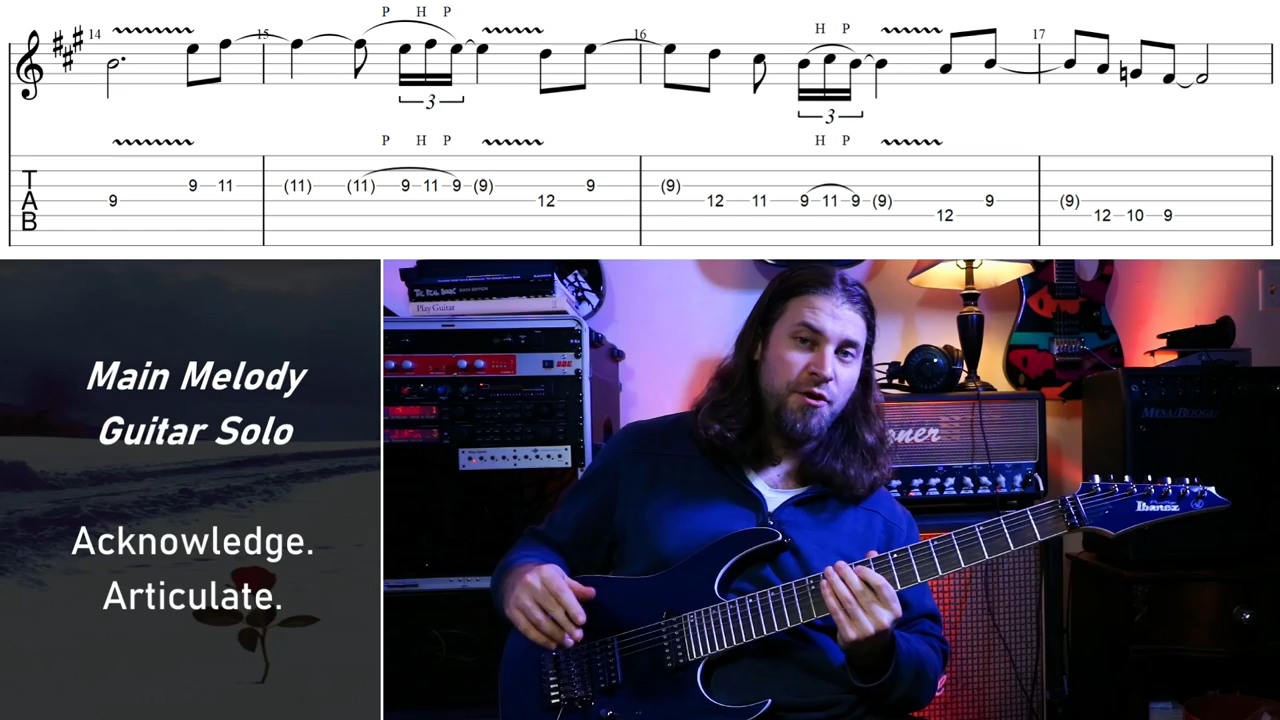 14 15 16 17
P H P H P
3 3
P H P H P
T A B
9 9 11 (11) (11) 9 11 9 (9) 12 9 (9) 12 11 9 11 9 (9) 12 9 (9) 12 10 9
Main Melody
Guitar Solo
Acknowledge.
Articulate.
THE REAL BOOK
Play Guitar
BBE
MESA/BOOGIE
oner
Ibanez